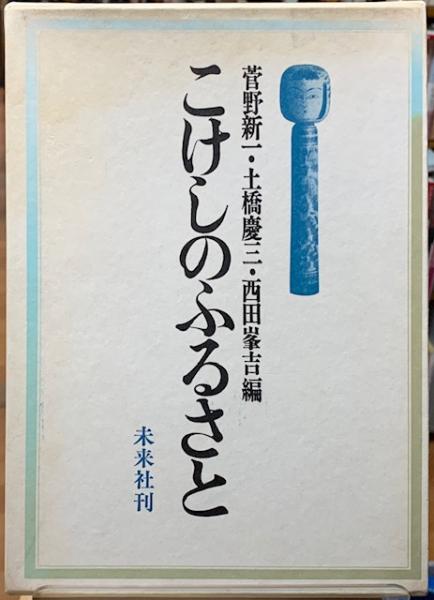 菅野新一・土橋慶三・西田峯吉編
こけしのふるさと
未来社刊